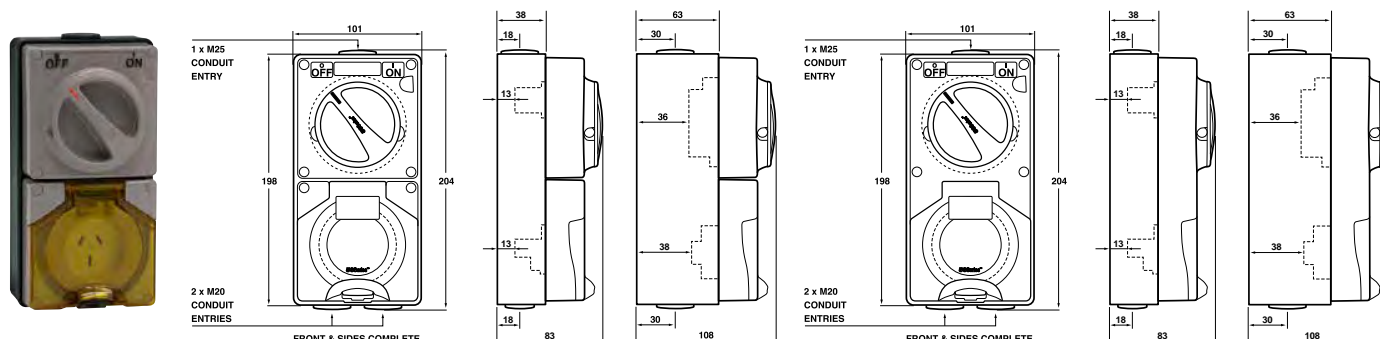 OFF ON
101
38
63
18
30
1 x M25
CONDUIT
ENTRY
O
OFF
I
ON
13
36
198
204
13
38
2 x M20
CONDUIT
ENTRIES
18
30
83
108
FRONT & SIDES COMPLETE
101
38
63
18
30
1 x M25
CONDUIT
ENTRY
O
OFF
I
ON
13
36
198
204
13
38
2 x M20
CONDUIT
ENTRIES
18
30
83
108
FRONT & SIDES COMPLETE